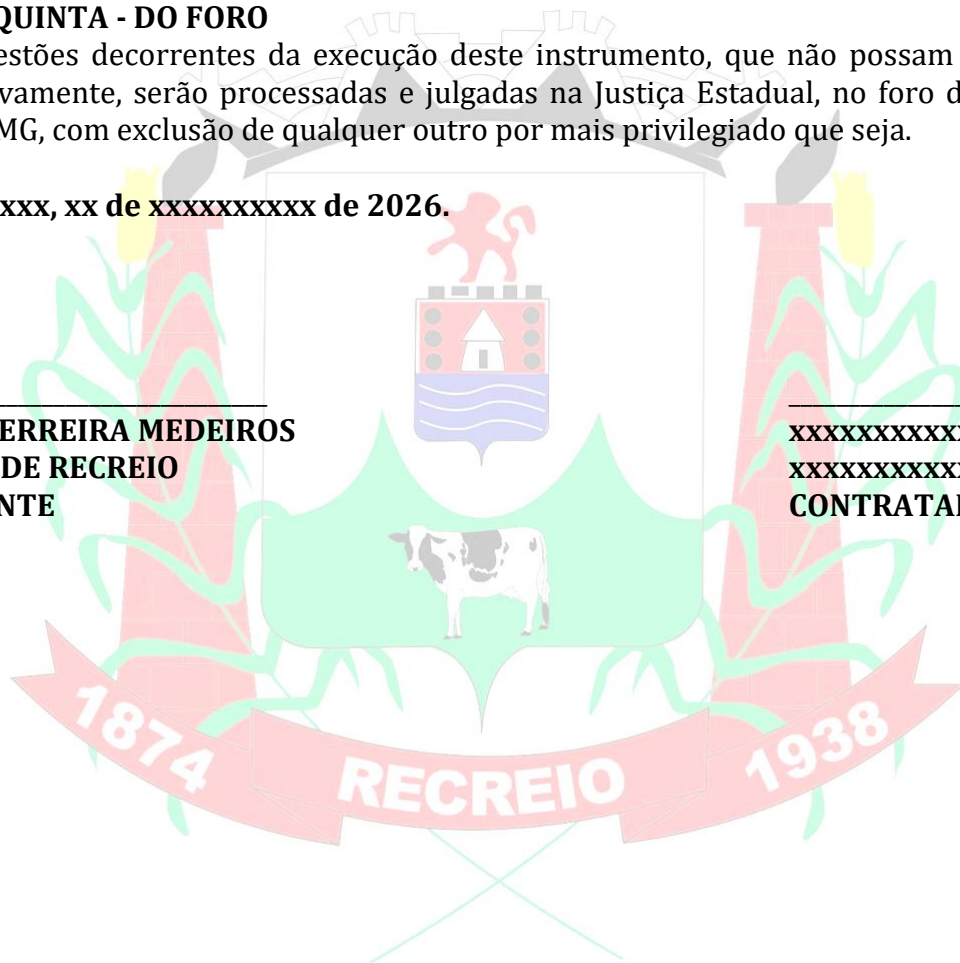 QUINTA - DO FORO
estões decorrentes da execução deste instrumento, que não possam
vamente, serão processadas e julgadas na Justiça Estadual, no foro d
MG, com exclusão de qualquer outro por mais privilegiado que seja.
xxx, xx de xxxxxxxxxx de 2026.
ERREIRA MEDEIROS
DE RECREIO
NTE
xxxxxxxxxxx
xxxxxxxxxxx
CONTRATA
1874
RECREIO
1938